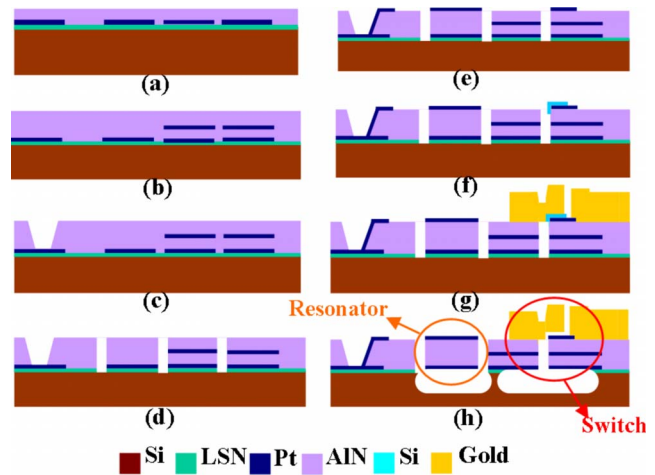 (a)
(e)
(b)
(f)
(c)
(g)
Resonator
(d)
(h)
Switch
Si LSN Pt AlN Si Gold